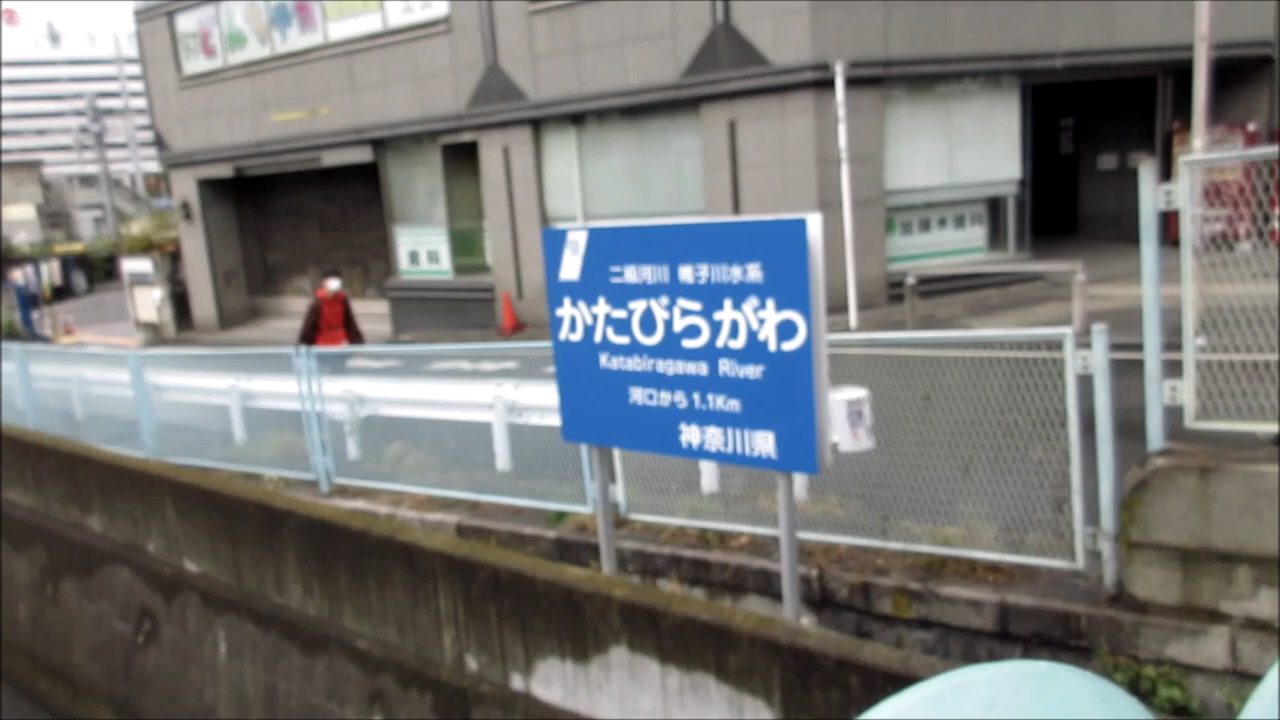 二級河川 帷子川水系
かたびらがわ
Katabiragawa River
河口から 1.1Km
神奈川県